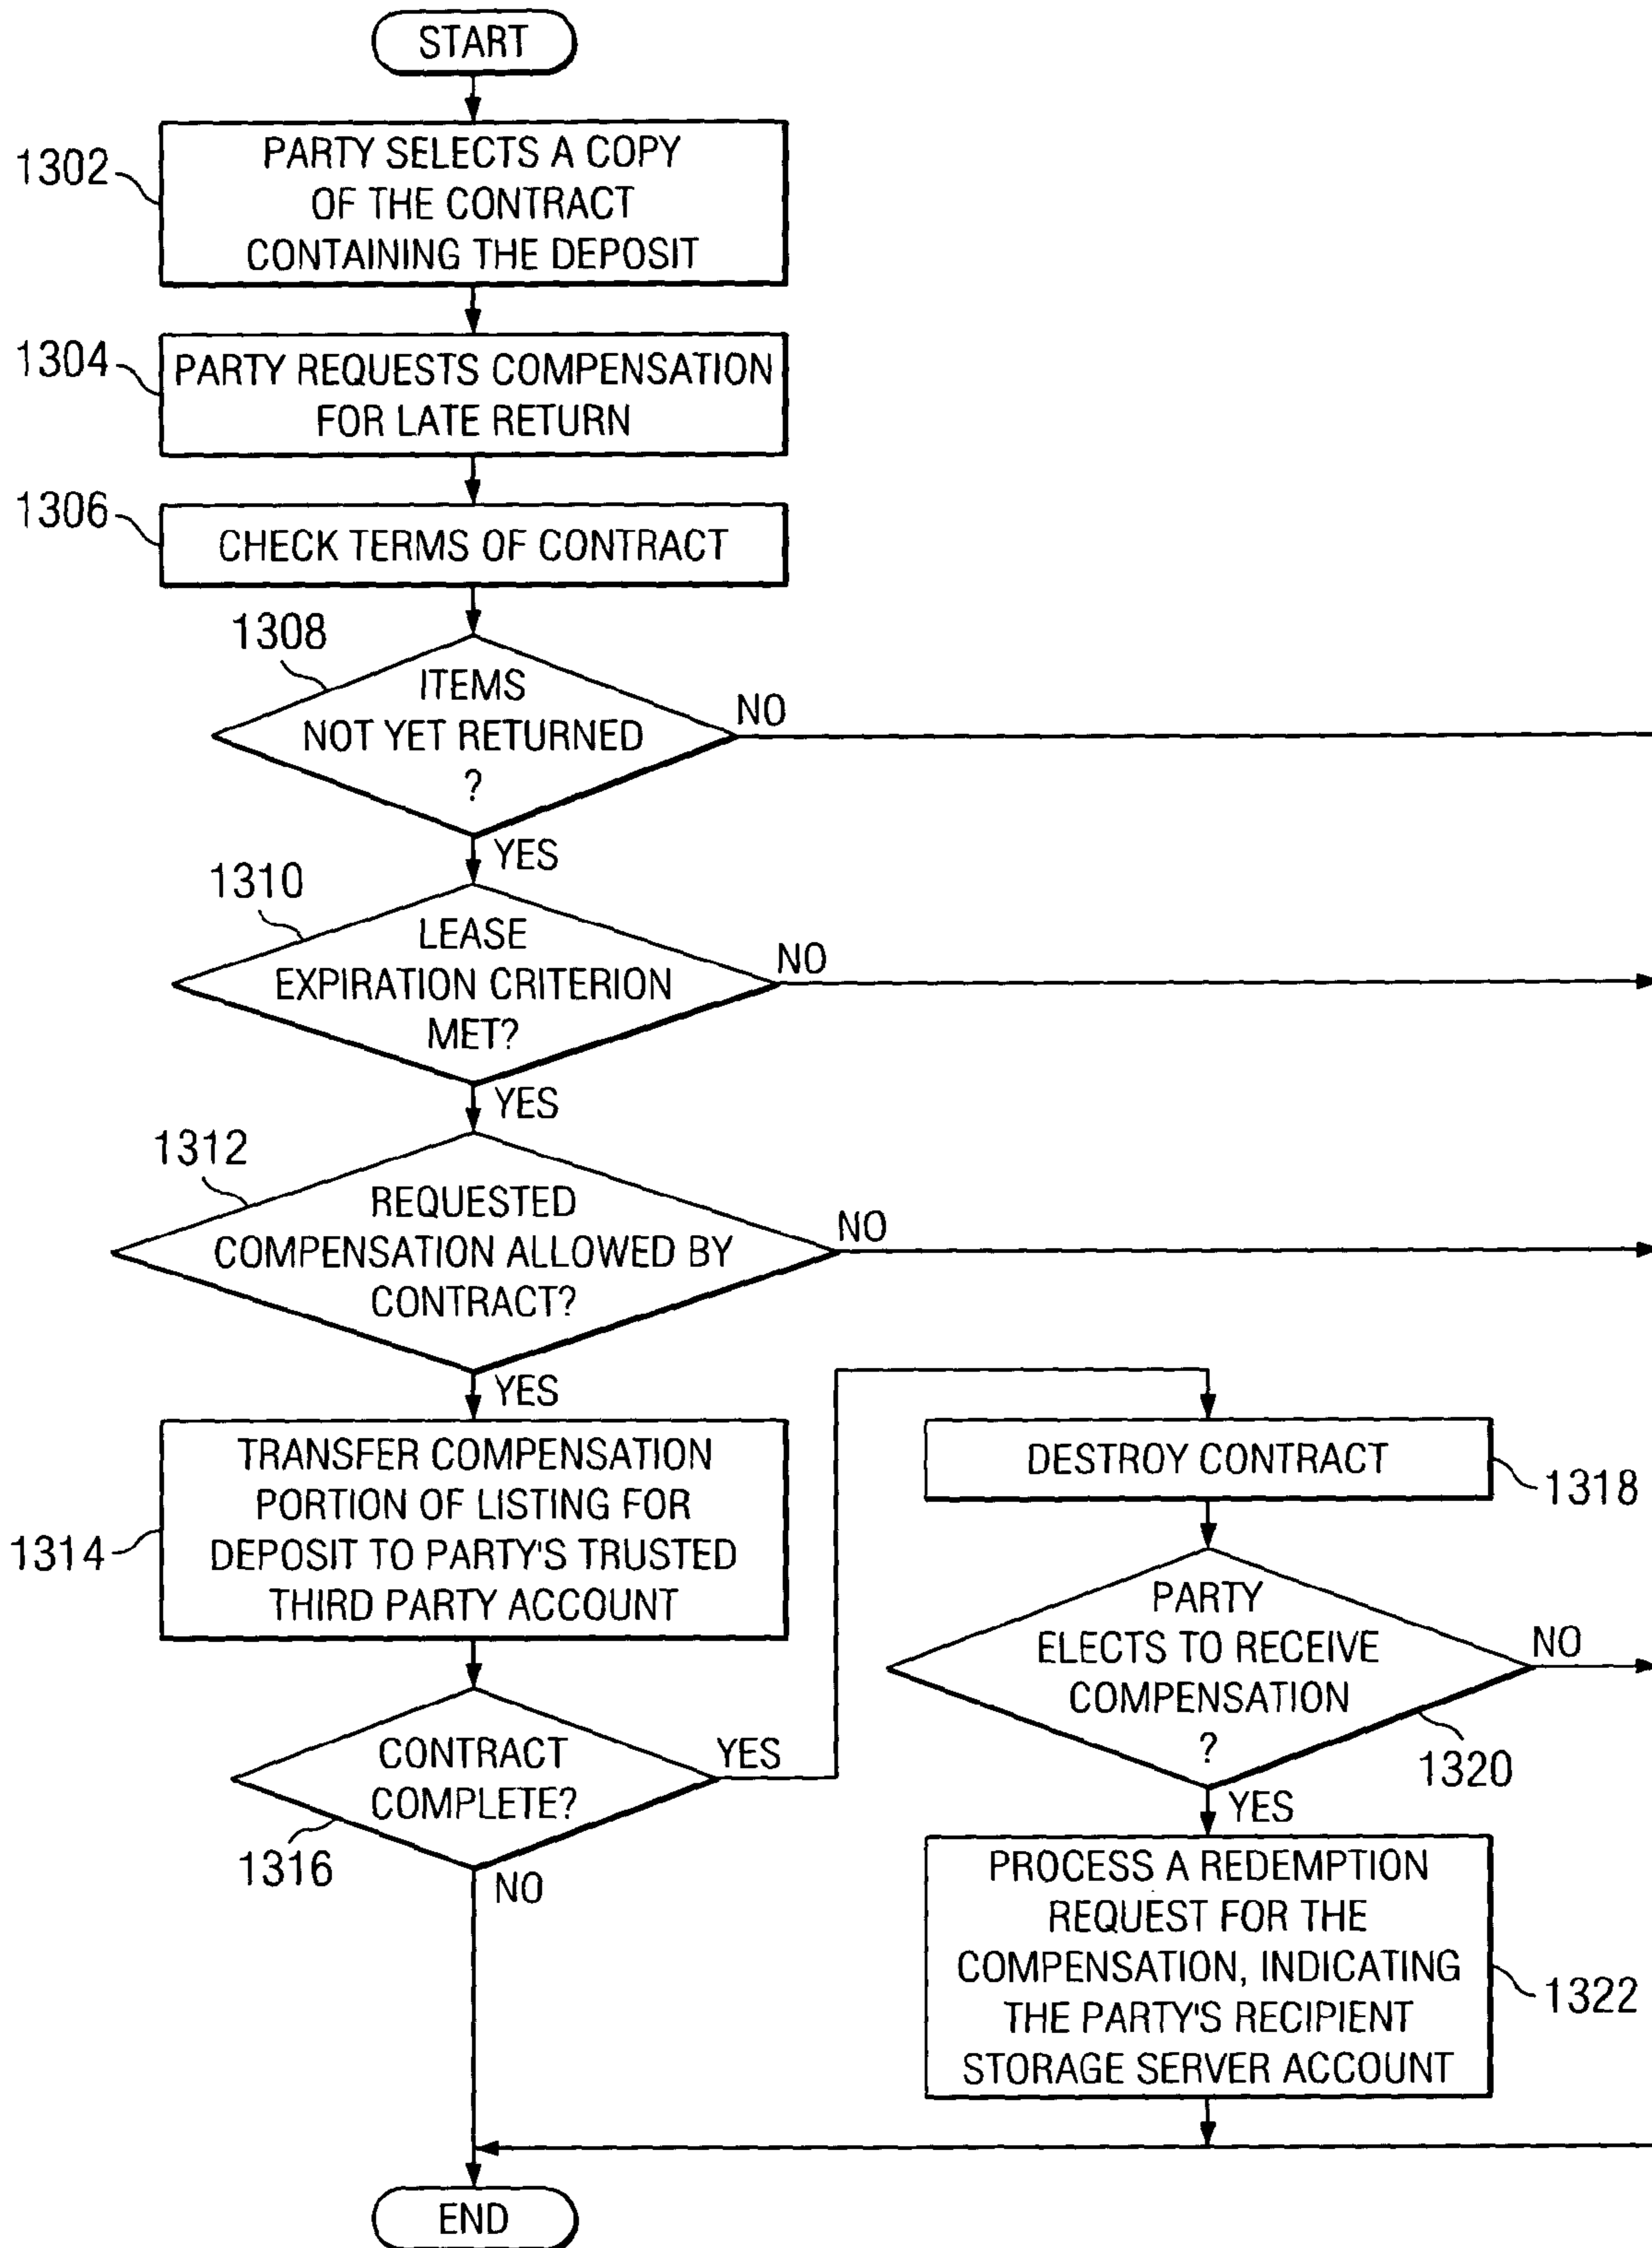 START
1302
PARTY SELECTS A COPY
OF THE CONTRACT
CONTAINING THE DEPOSIT
1304
PARTY REQUESTS COMPENSATION
FOR LATE RETURN
1306
CHECK TERMS OF CONTRACT
1308
ITEMS
NOT YET RETURNED
?
NO
YES
1310
LEASE
EXPIRATION CRITERION
MET?
NO
YES
1312
REQUESTED
COMPENSATION ALLOWED BY
CONTRACT?
NO
YES
1314
TRANSFER COMPENSATION
PORTION OF LISTING FOR
DEPOSIT TO PARTY'S TRUSTED
THIRD PARTY ACCOUNT
CONTRACT
COMPLETE?
1316
YES
NO
DESTROY CONTRACT
1318
PARTY
ELECTS TO RECEIVE
COMPENSATION
?
NO
1320
YES
PROCESS A REDEMPTION
REQUEST FOR THE
COMPENSATION, INDICATING
THE PARTY'S RECIPIENT
STORAGE SERVER ACCOUNT
1322
END